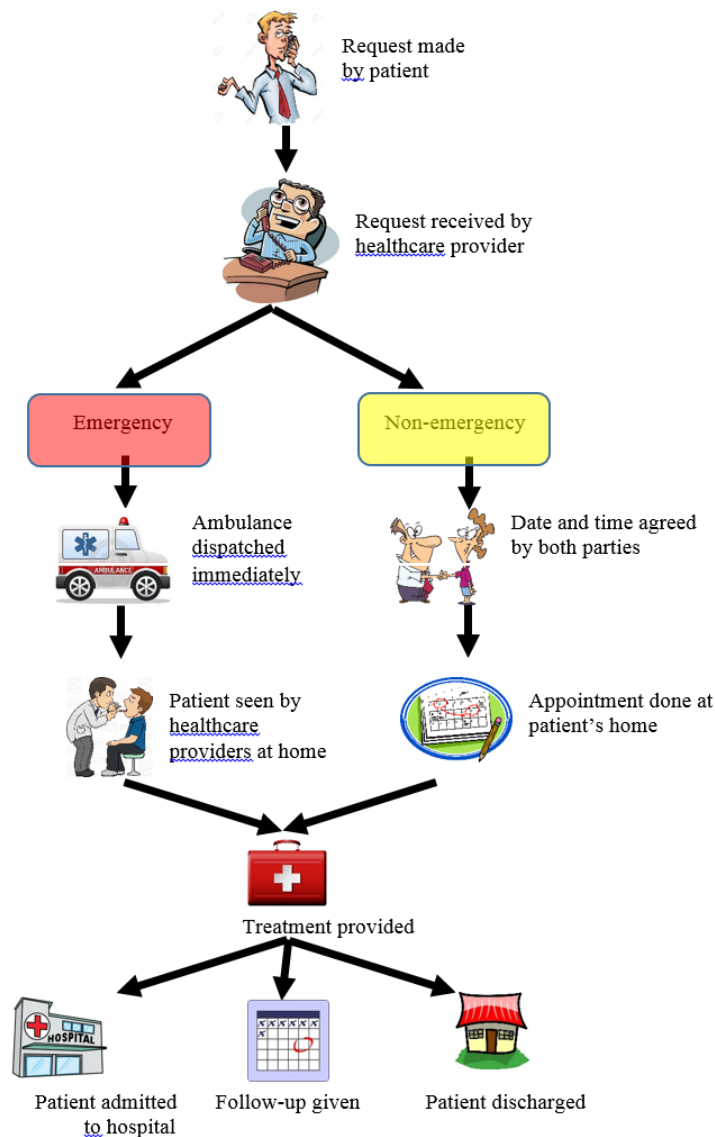 Request made
by patient
Request received by
healthcare provider
Emergency
Non-emergency
Ambulance
dispatched
immediately
AMBULANCE
Date and time agreed
by both parties
Patient seen by
healthcare
providers at home
Appointment done at
patient's home
Treatment provided
HOSPITAL
Patient admitted
to hospital
Follow-up given
Patient discharged